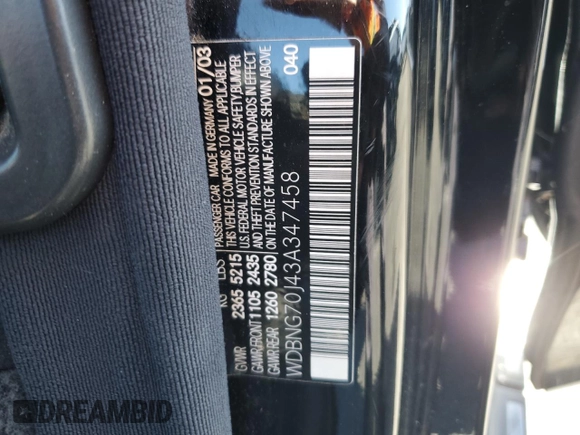 PASSENGER CAR MADE IN GERMANY 01/03
THIS VEHICLE CONFORMS TO ALL APPLICABLE
U.S. FEDERAL MOTOR VEHICLE SAFETY, BUMPER
AND THEFT PREVENTION STANDARDS IN EFFECT
ON THE DATE OF MANUFACTURE SHOWN ABOVE
040
KG LBS
GVWR 2365 5215
GAWR FRONT 1105 2435
GAWR REAR 1260 2780
WDBNG70J43A347458
DREAMBID